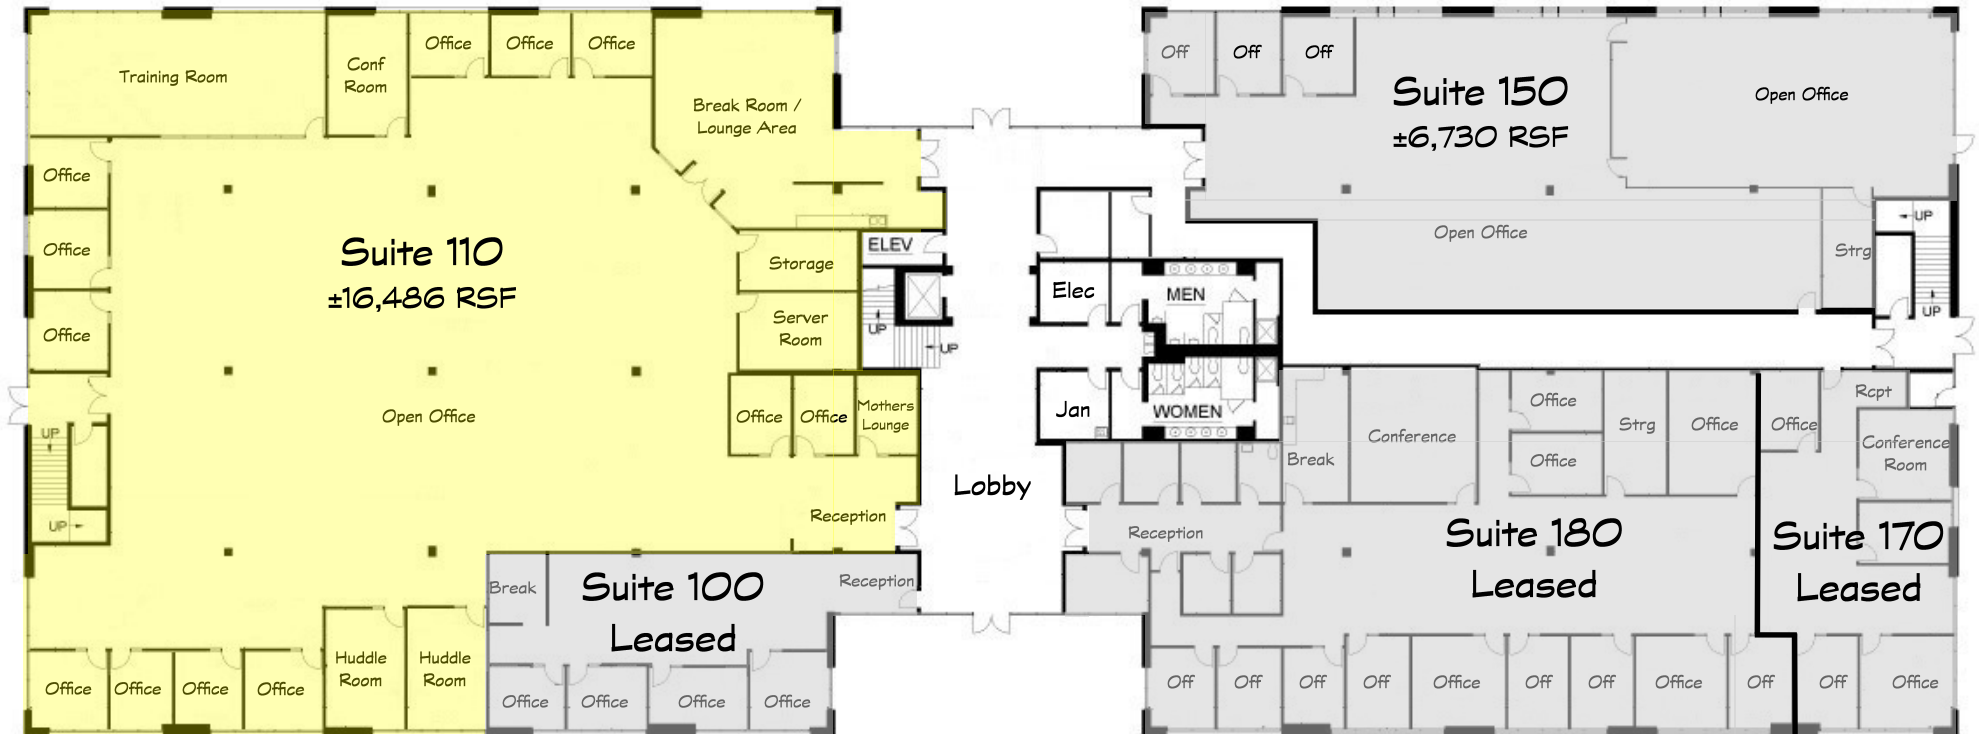 Office
Office
Office
Training Room
Conf
Room
Break Room /
Lounge Area
Office
Office
Office
Suite 110
±16,486 RSF
Storage
Server
Room
Open Office
Office
Office
Mothers
Lounge
Reception
UP
UP
Huddle
Room
Huddle
Room
Office
Office
Office
Office
Suite 100
Leased
Break
Reception
Office
Office
Office
Office
ELEV
UP
UP
Lobby
Elec
MEN
Jan
WOMEN
Off
Off
Off
Suite 150
±6,730 RSF
Open Office
Open Office
Strg
UP
UP
Break
Conference
Office
Office
Strg
Office
Reception
Suite 180
Leased
Off
Off
Off
Off
Office
Off
Off
Office
Off
Office
Rcpt
Conference
Room
Suite 170
Leased
Off
Office